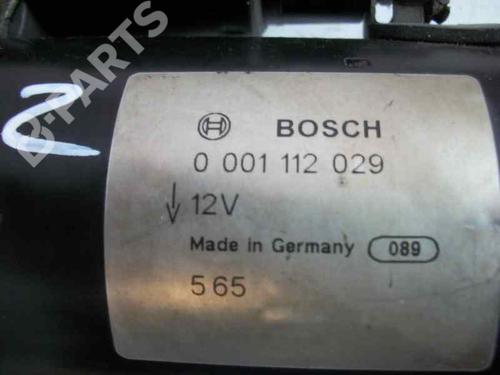 B-PARTS
BOSCH
0 001 112 029
12V
Made in Germany 089
565